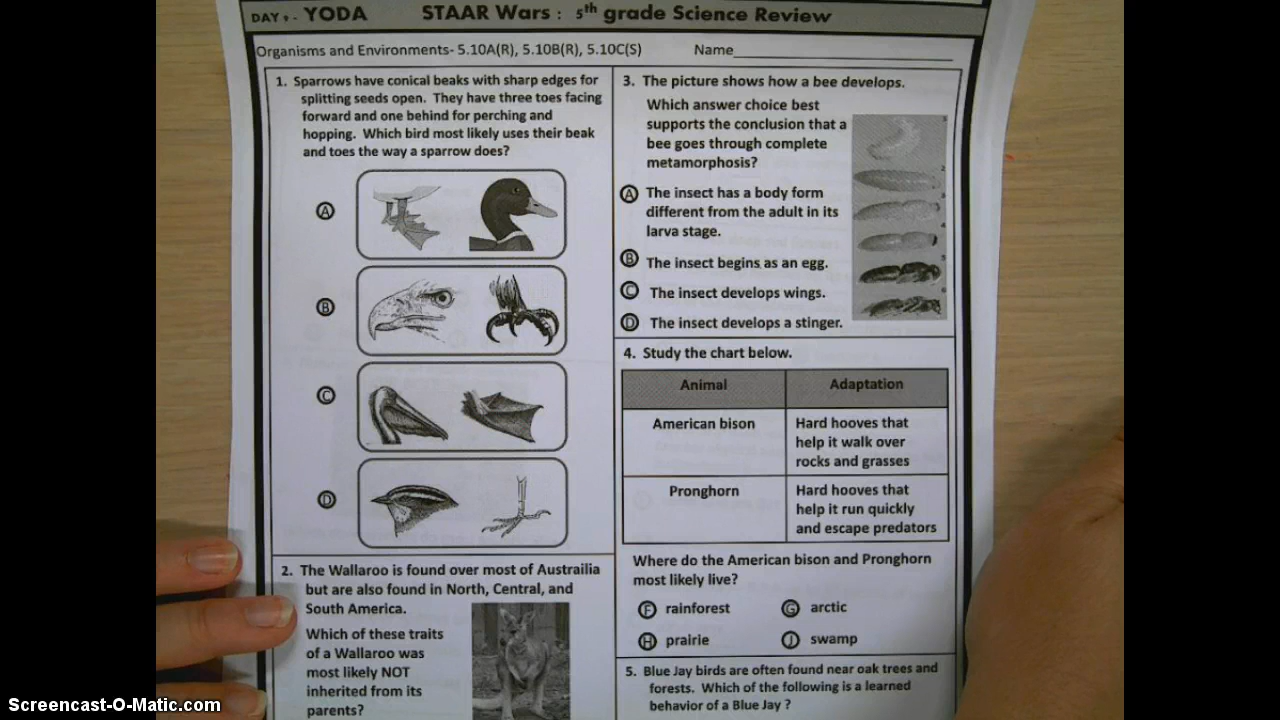 DAY 9 - YODA STAAR Wars : 5th grade Science Review
Organisms and Environments- 5.10A(R), 5.10B(R), 5.10C(S) Name
1. Sparrows have conical beaks with sharp edges for
splitting seeds open. They have three toes facing
forward and one behind for perching and
hopping. Which bird most likely uses their beak
and toes the way a sparrow does?
A
B
C
D
2. The Wallaroo is found over most of Austrailia
but are also found in North, Central, and
South America.
Which of these traits
of a Wallaroo was
most likely NOT
inherited from its
parents?
3. The picture shows how a bee develops.
Which answer choice best
supports the conclusion that a
bee goes through complete
metamorphosis?
A The insect has a body form
different from the adult in its
larva stage.
B The insect begins as an egg.
C The insect develops wings.
D The insect develops a stinger.
1
2
3
4
5
6
4. Study the chart below.
Animal Adaptation
American bison Hard hooves that
help it walk over
rocks and grasses
Pronghorn Hard hooves that
help it run quickly
and escape predators
Where do the American bison and Pronghorn
most likely live?
F rainforest G arctic
H prairie J swamp
5. Blue Jay birds are often found near oak trees and
forests. Which of the following is a learned
behavior of a Blue Jay ?
Screencast-O-Matic.com